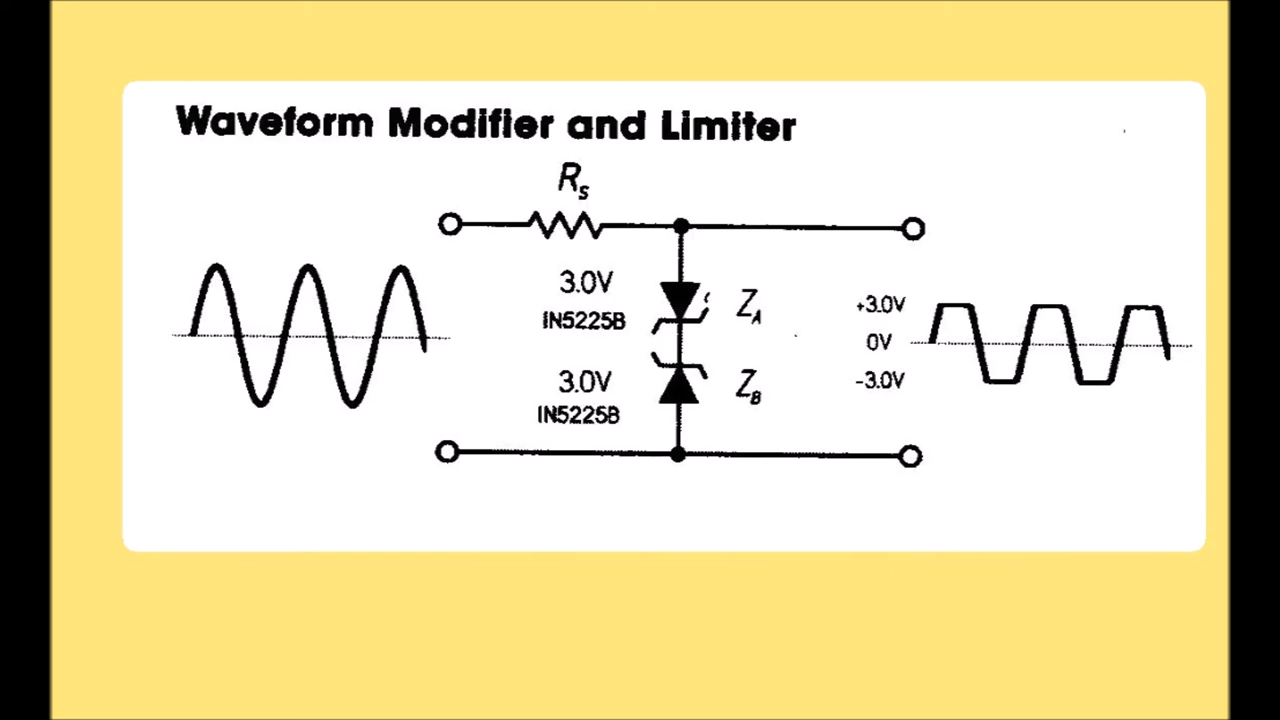 Waveform Modifier and Limiter
Rs
3.0V
IN5225B
ZA
3.0V
IN5225B
ZB
+3.0V
0V
-3.0V